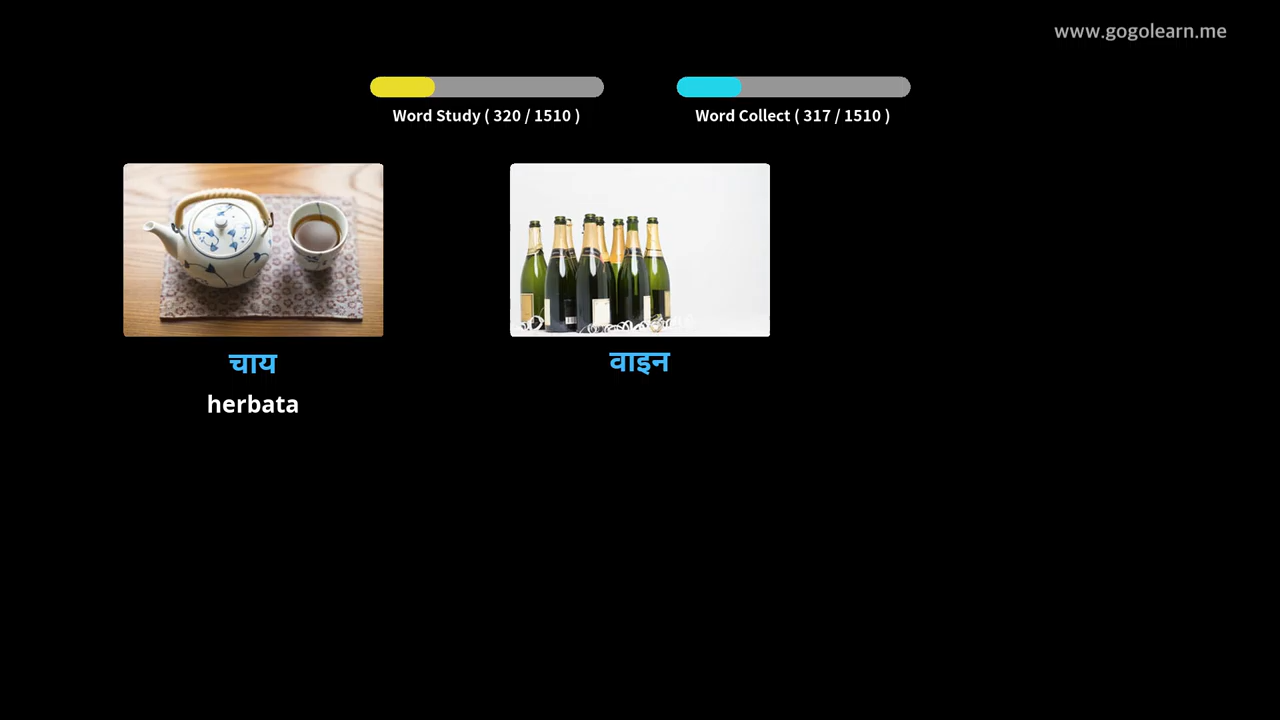 www.gogolearn.me
Word Study ( 320 / 1510 )
Word Collect ( 317 / 1510 )
चाय
वाइन
herbata